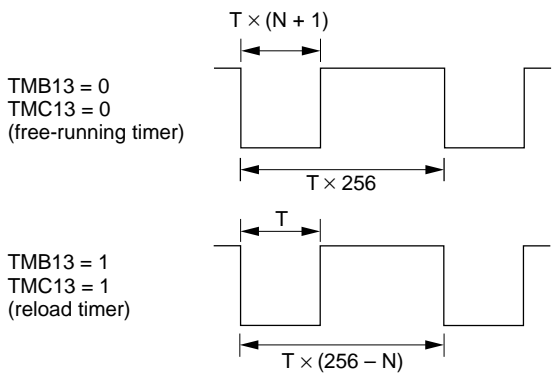 T × (N + 1)
TMB13 = 0
TMC13 = 0
(free-running timer)
T × 256
T
TMB13 = 1
TMC13 = 1
(reload timer)
T × (256 – N)